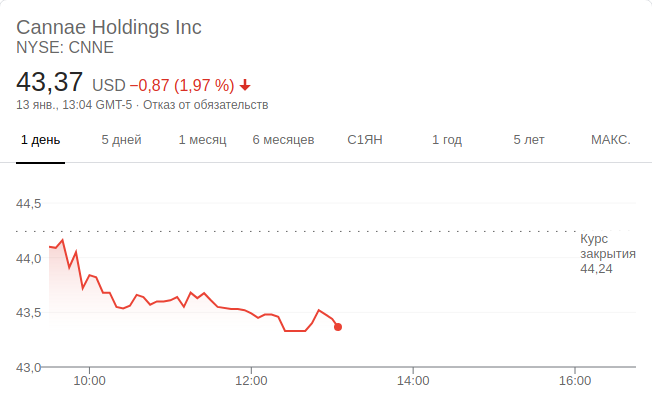 Cannae Holdings Inc
NYSE: CNNE
43,37 USD −0,87 (1,97 %)
13 янв., 13:04 GMT-5 · Отказ от обязательств
1 день 5 дней 1 месяц 6 месяцев С1ЯН 1 год 5 лет МАКС.
44,5
Курс
закрытия
44,24
44,0
43,5
43,0
10:00 12:00 14:00 16:00